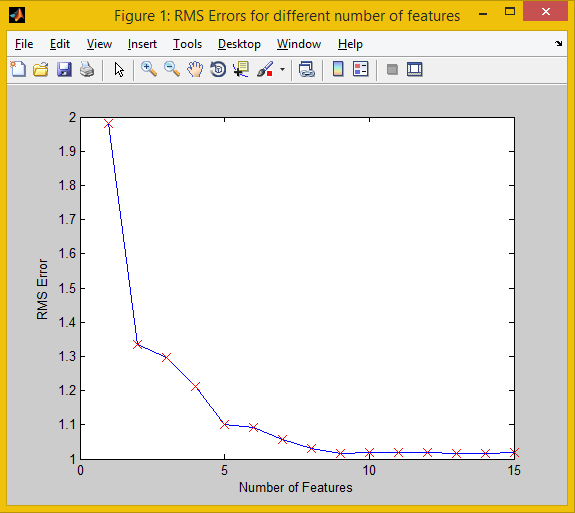 Figure 1: RMS Errors for different number of features
File Edit View Insert Tools Desktop Window Help
2
1.9
1.8
1.7
1.6
1.5
1.4
1.3
1.2
1.1
1
RMS Error
0 5 10 15
Number of Features